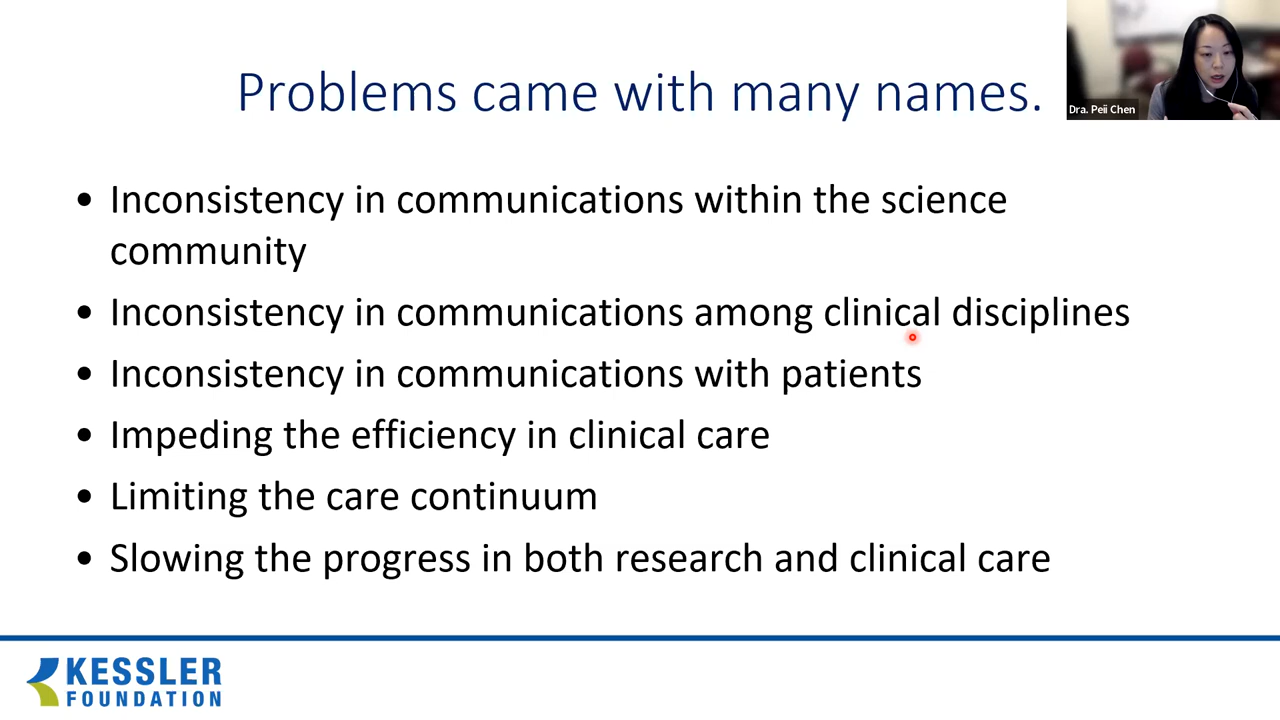 Problems came with many names.
Dra. Peii Chen
• Inconsistency in communications within the science
community
• Inconsistency in communications among clinical disciplines
• Inconsistency in communications with patients
• Impeding the efficiency in clinical care
• Limiting the care continuum
• Slowing the progress in both research and clinical care
KESSLER
FOUNDATION